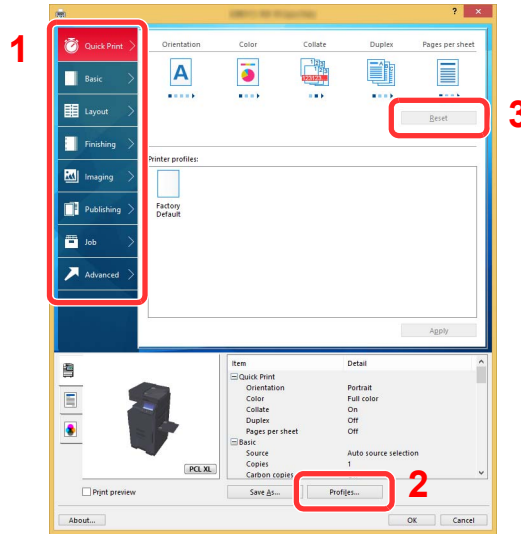 ? ×
1
Quick Print >
Basic >
Layout >
Finishing >
Imaging >
Publishing >
Job >
Advanced >
Orientation Color Collate Duplex Pages per sheet
A
123123
Reset
3
Printer profiles:
Factory
Default
Apply
Item Detail
Quick Print
Orientation Portrait
Color Full color
Collate On
Duplex Off
Pages per sheet Off
Basic
Source Auto source selection
Copies 1
Carbon copies
PCL XL
Print preview
Save As...
Profiles...
2
About...
OK Cancel